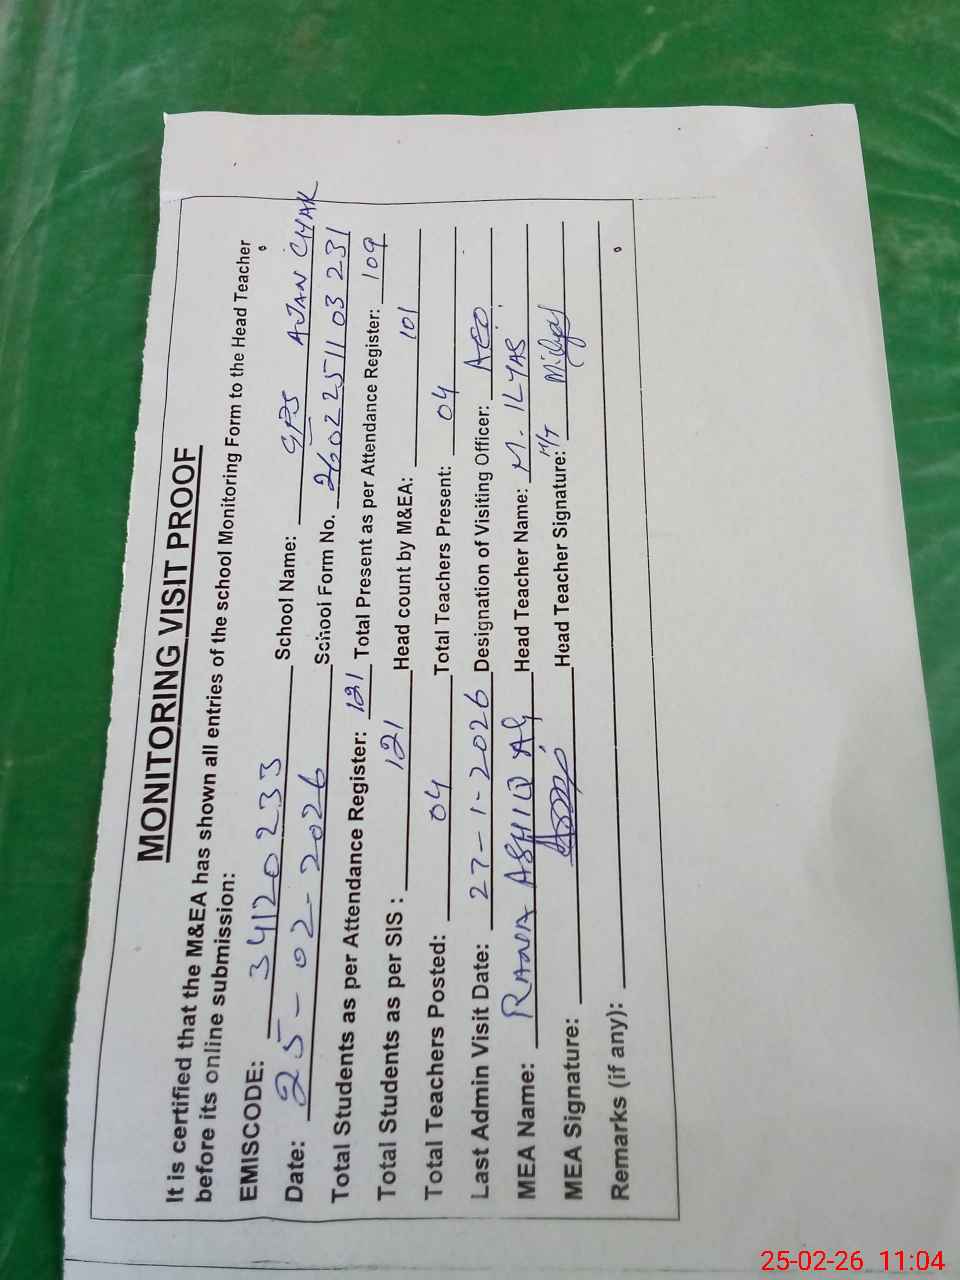 MONITORING VISIT PROOF
It is certified that the M&EA has shown all entries of the school Monitoring Form to the Head Teacher
before its online submission:
EMISCODE: 34120233 School Name: GPS AJAN CHAK
Date: 25-02-2026 School Form No. 2602251103231
Total Students as per Attendance Register: 121 Total Present as per Attendance Register: 109
Total Students as per SIS: 121 Head count by M&EA: 101
Total Teachers Posted: 04 Total Teachers Present: 04
Last Admin Visit Date: 27-1-2026 Designation of Visiting Officer: AEO
MEA Name: RANA ASHIQ Head Teacher Name: M. ILYAS
MEA Signature: Head Teacher Signature:
Remarks (if any):
25-02-26 11:04